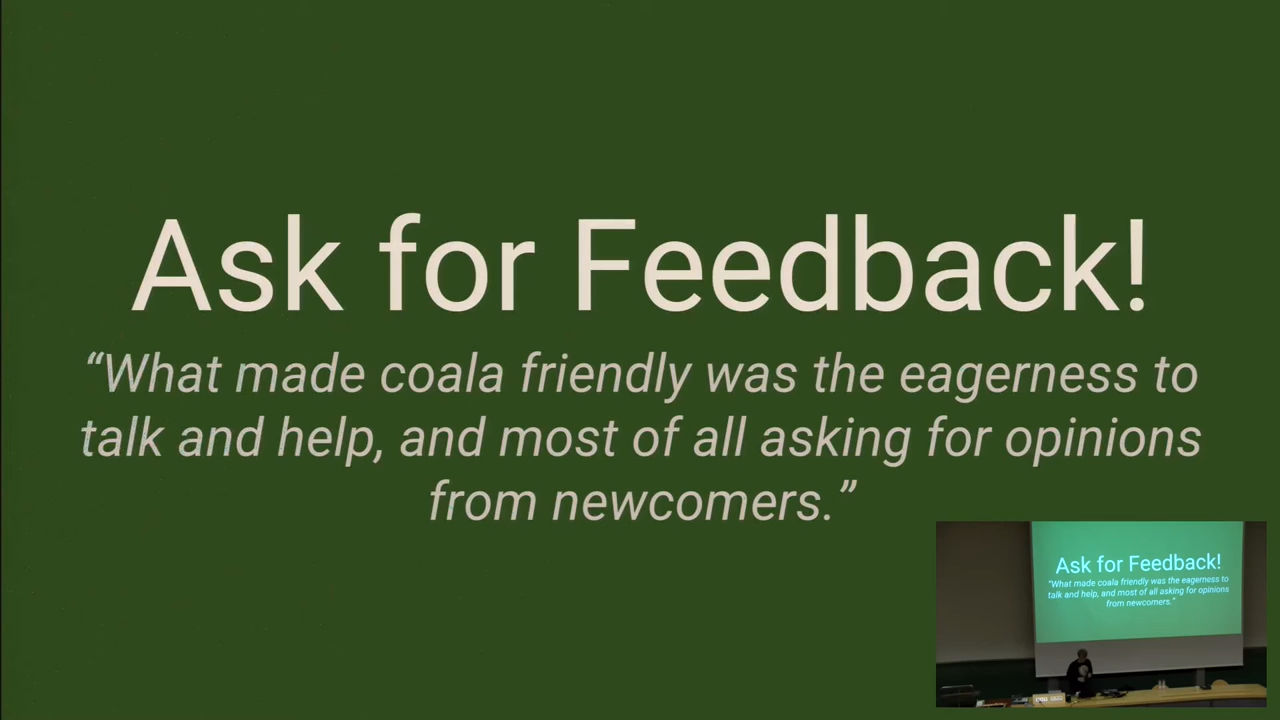 Ask for Feedback!
“What made coala friendly was the eagerness to
talk and help, and most of all asking for opinions
from newcomers.”
Ask for Feedback!
“What made coala friendly was the eagerness to
talk and help, and most of all asking for opinions
from newcomers.”